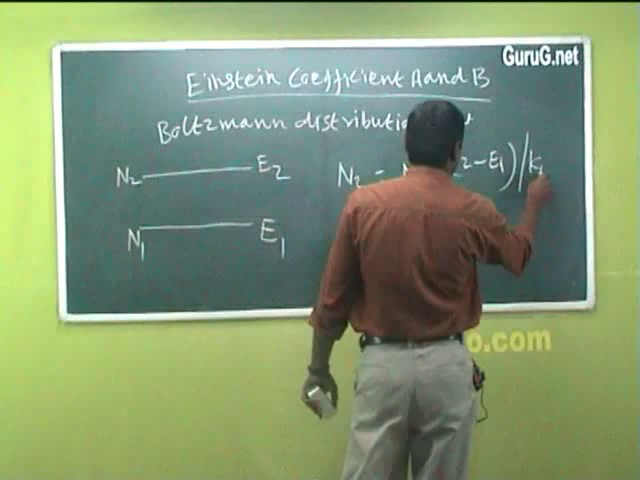 GuruG.net
Einstein Coefficient A and B
Boltzmann distributio
N2 E2
N2 = 2 - E1)/K
N1 E1
o.com